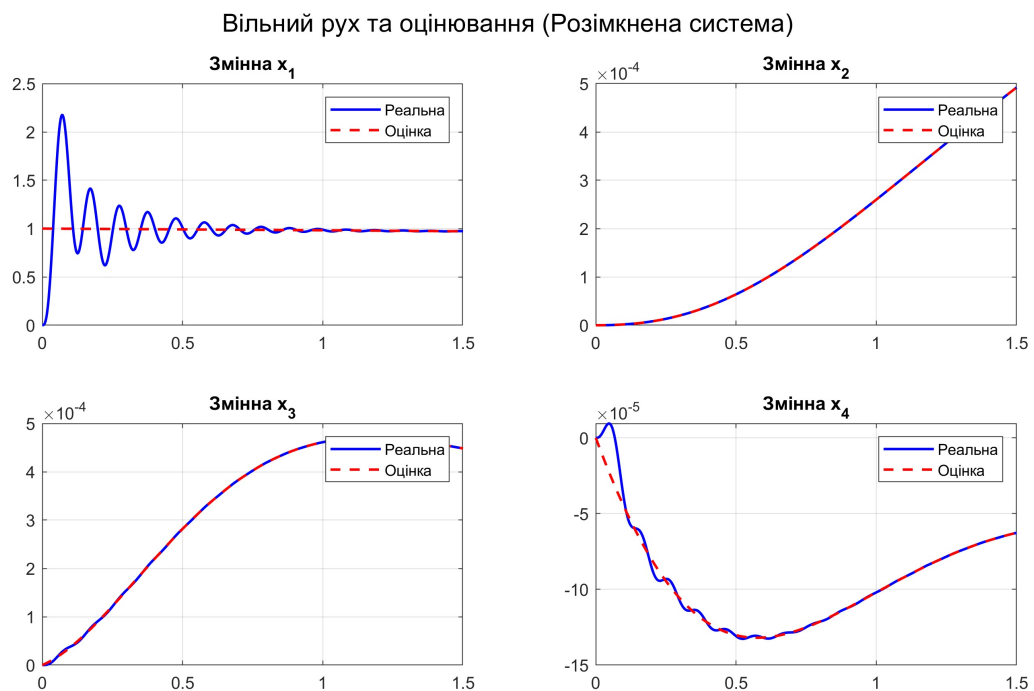 Вільний рух та оцінювання (Розімкнена система)
Змінна x₁
2.5
2
1.5
1
0.5
0
0 0.5 1 1.5
Реальна
Оцінка
Змінна x₂
×10⁻⁴
5
4
3
2
1
0
0 0.5 1 1.5
Реальна
Оцінка
Змінна x₃
×10⁻⁴
5
4
3
2
1
0
0 0.5 1 1.5
Реальна
Оцінка
Змінна x₄
×10⁻⁵
0
-5
-10
-15
0 0.5 1 1.5
Реальна
Оцінка